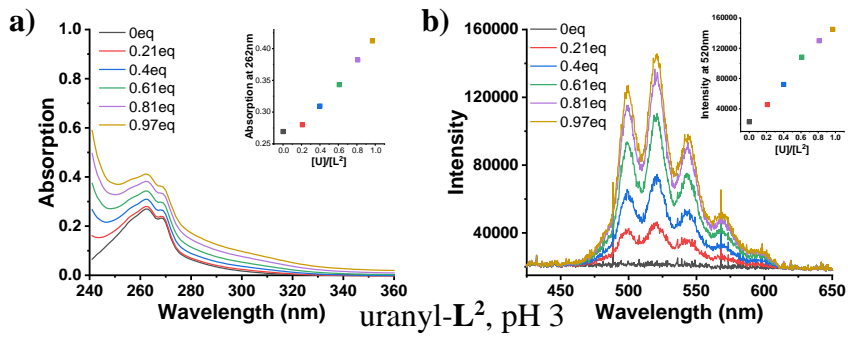 a)
0eq
0.21eq
0.4eq
0.61eq
0.81eq
0.97eq
1.0
0.8
0.6
0.4
0.2
0.0
Absorption
240 260 280 300 320 340 360
Wavelength (nm)
0.40
0.35
0.30
0.25
Absorption at 262nm
0.0 0.2 0.4 0.6 0.8 1.0
[U]/[L²]
b)
0eq
0.21eq
0.4eq
0.61eq
0.81eq
0.97eq
160000
120000
80000
40000
Intensity
450 500 550 600 650
Wavelength (nm)
160000
120000
80000
40000
Intensity at 520nm
0.0 0.2 0.4 0.6 0.8 1.0
[U]/[L²]
uranyl-L², pH 3